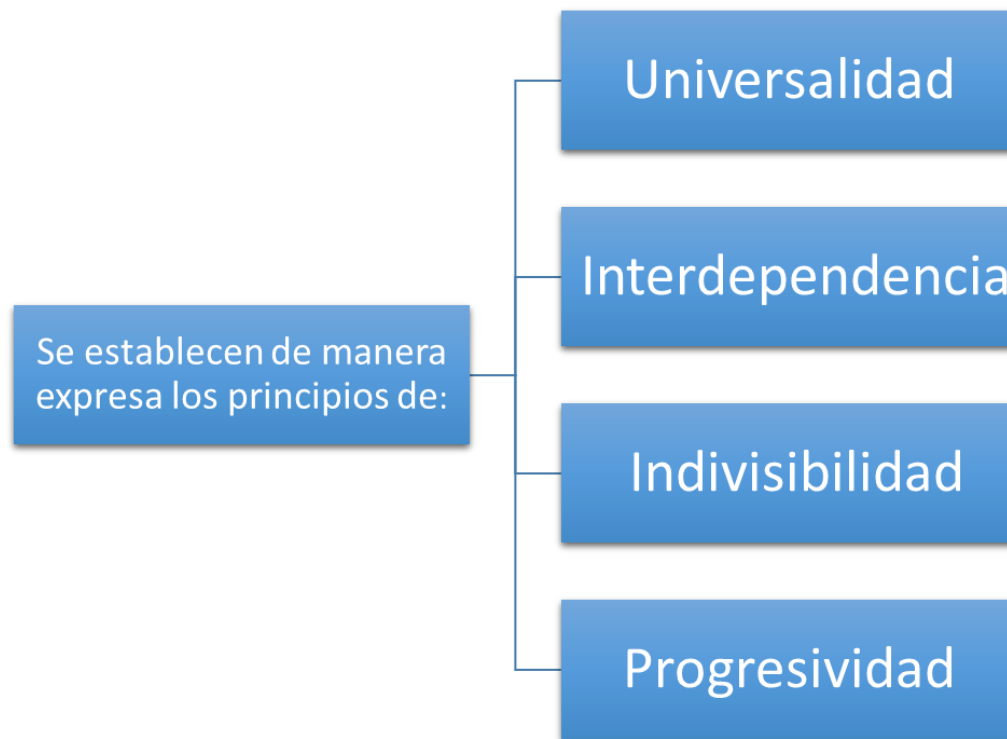 Se establecen de manera
expresa los principios de:
Universalidad
Interdependencia
Indivisibilidad
Progresividad